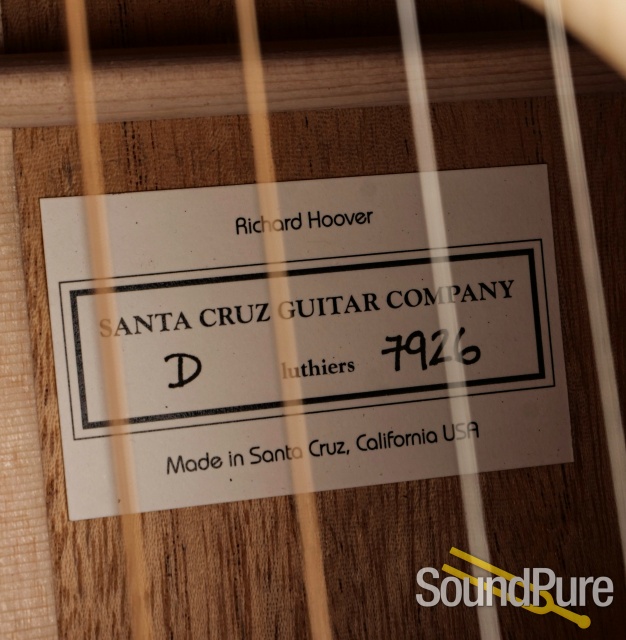 Richard Hoover
SANTA CRUZ GUITAR COMPANY
D luthiers 7926
Made in Santa Cruz, California USA
SoundPure